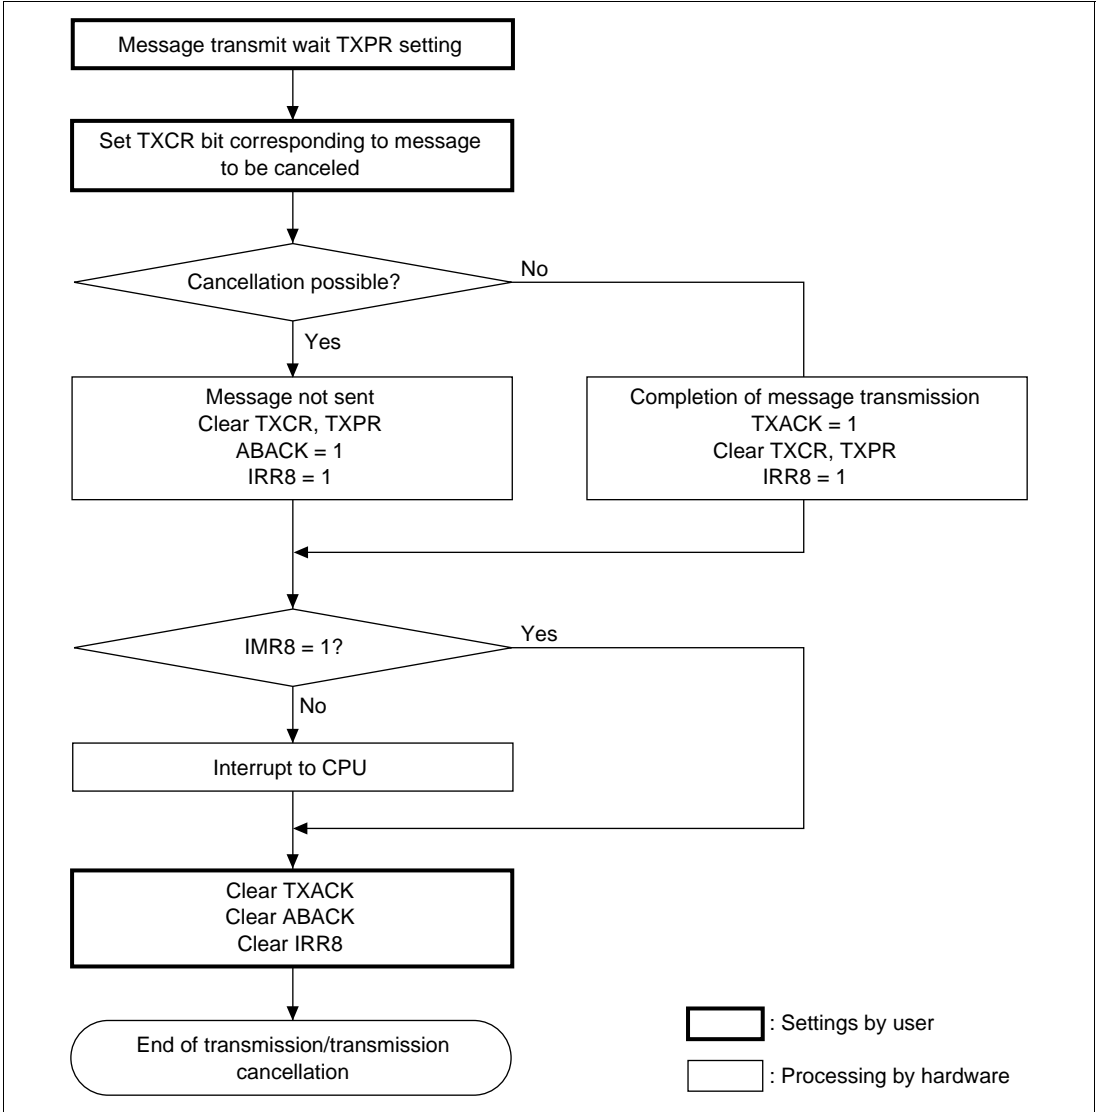 Message transmit wait TXPR setting
Set TXCR bit corresponding to message
to be canceled
Cancellation possible?
No
Yes
Message not sent
Clear TXCR, TXPR
ABACK = 1
IRR8 = 1
Completion of message transmission
TXACK = 1
Clear TXCR, TXPR
IRR8 = 1
IMR8 = 1?
Yes
No
Interrupt to CPU
Clear TXACK
Clear ABACK
Clear IRR8
End of transmission/transmission
cancellation
: Settings by user
: Processing by hardware